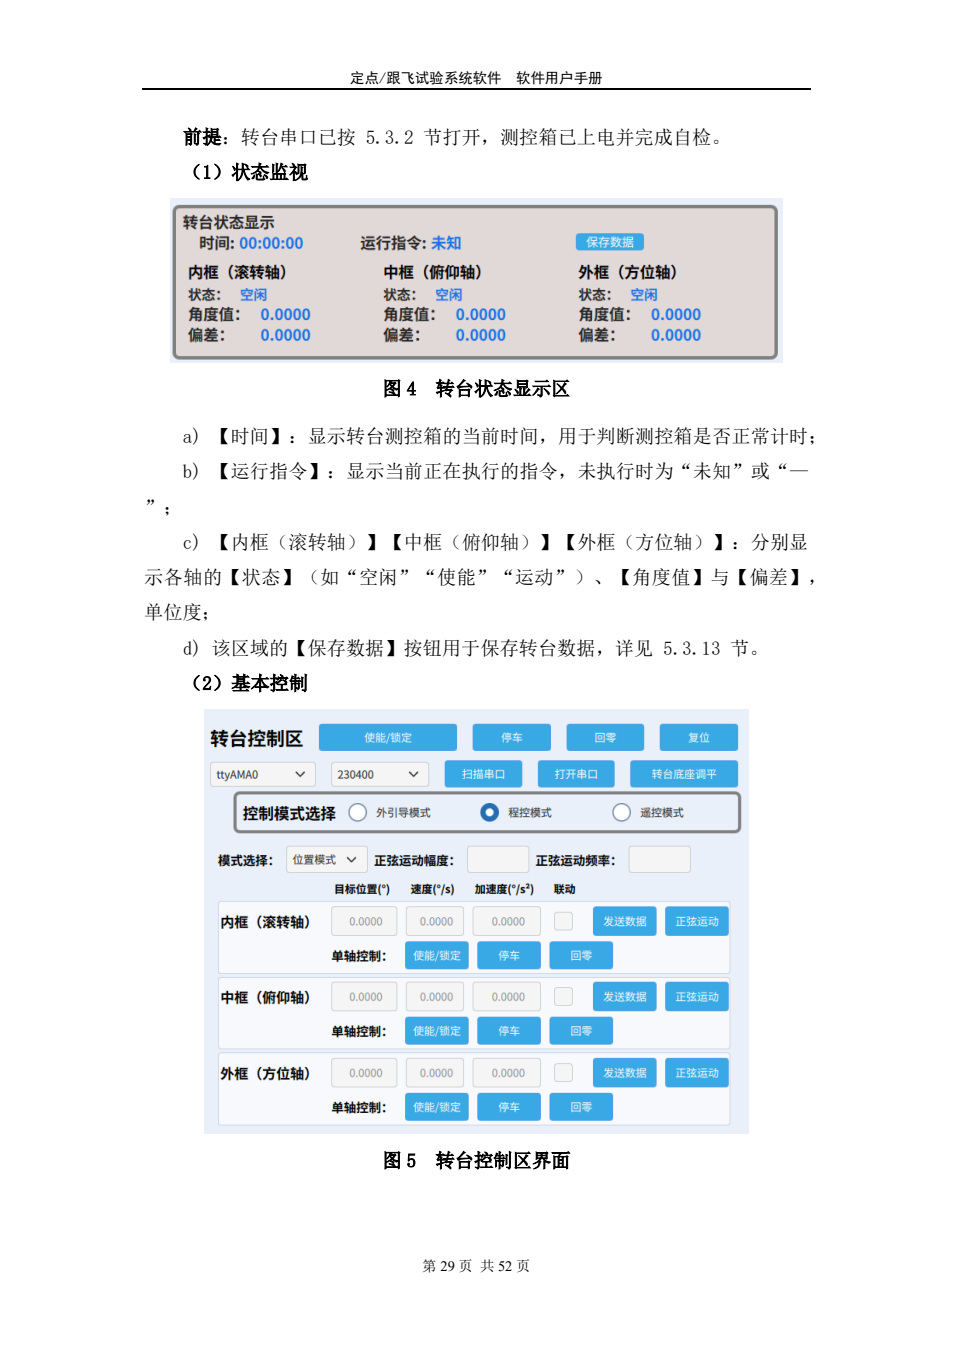 定点/跟飞试验系统软件 软件用户手册
前提：转台串口已按 5.3.2 节打开，测控箱已上电并完成自检。
（1）状态监视
转台状态显示
时间: 00:00:00 运行指令: 未知 保存数据
内框（滚转轴） 中框（俯仰轴） 外框（方位轴）
状态： 空闲 状态： 空闲 状态： 空闲
角度值： 0.0000 角度值： 0.0000 角度值： 0.0000
偏差： 0.0000 偏差： 0.0000 偏差： 0.0000
图 4 转台状态显示区
a) 【时间】：显示转台测控箱的当前时间，用于判断测控箱是否正常计时；
b) 【运行指令】：显示当前正在执行的指令，未执行时为“未知”或“—
”；
c) 【内框（滚转轴）】【中框（俯仰轴）】【外框（方位轴）】：分别显
示各轴的【状态】（如“空闲”“使能”“运动”）、【角度值】与【偏差】，
单位度；
d) 该区域的【保存数据】按钮用于保存转台数据，详见 5.3.13 节。
（2）基本控制
转台控制区 使能/锁定 停车 回零 复位
ttyAMA0 230400 扫描串口 打开串口 转台底座调平
控制模式选择 外引导模式 程控模式 遥控模式
模式选择： 位置模式 正弦运动幅度： 正弦运动频率：
目标位置(°) 速度(°/s) 加速度(°/s²) 联动
内框（滚转轴） 0.0000 0.0000 0.0000 发送数据 正弦运动
单轴控制： 使能/锁定 停车 回零
中框（俯仰轴） 0.0000 0.0000 0.0000 发送数据 正弦运动
单轴控制： 使能/锁定 停车 回零
外框（方位轴） 0.0000 0.0000 0.0000 发送数据 正弦运动
单轴控制： 使能/锁定 停车 回零
图 5 转台控制区界面
第 29 页 共 52 页